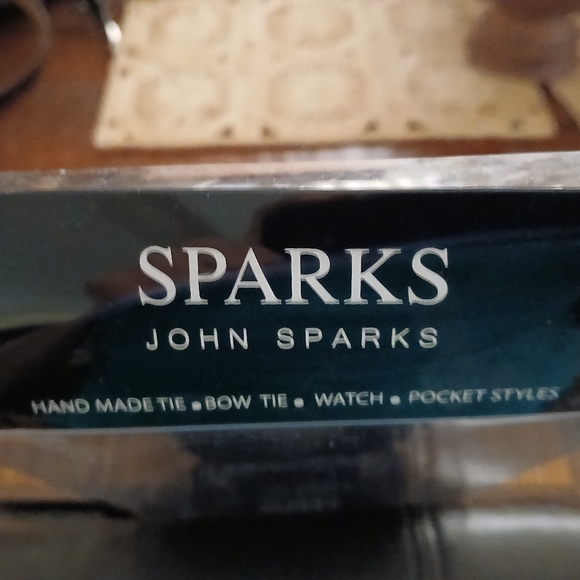 SPARKS
JOHN SPARKS
HAND MADE TIE • BOW TIE • WATCH • POCKET STYLES